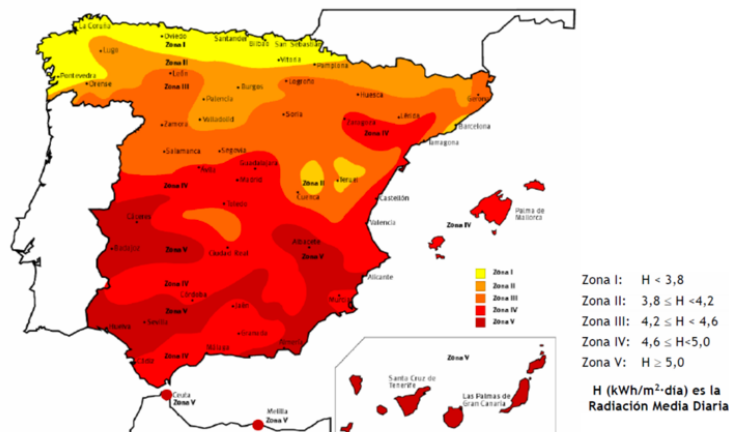 La Coruña
Oviedo
Santander
Bilbao
San Sebastián
Zona I
Lugo
Zona II
Vitoria
Pamplona
Pontevedra
Orense
León
Zona III
Burgos
Logroño
Huesca
Gerona
Palencia
Zamora
Valladolid
Soria
Zaragoza
Lérida
Zona IV
Barcelona
Tarragona
Salamanca
Segovia
Guadalajara
Ávila
Madrid
Zona II
Teruel
Zona IV
Cuenca
Castellón
Toledo
Cáceres
Valencia
Zona IV
Palma de
Mallorca
Badajoz
Zona V
Ciudad Real
Albacete
Zona V
Alicante
Zona IV
Córdoba
Jaén
Murcia
Zona V
Huelva
Sevilla
Granada
Málaga
Almería
Cádiz
Zona IV
Ceuta
Zona V
Melilla
Zona V
Zona V
Santa Cruz de
Tenerife
Las Palmas de
Gran Canaria
Zona I
Zona II
Zona III
Zona IV
Zona V
Zona I: H < 3,8
Zona II: 3,8 ≤ H <4,2
Zona III: 4,2 ≤ H < 4,6
Zona IV: 4,6 ≤ H<5,0
Zona V: H ≥ 5,0
H (kWh/m²·día) es la
Radiación Media Diaria